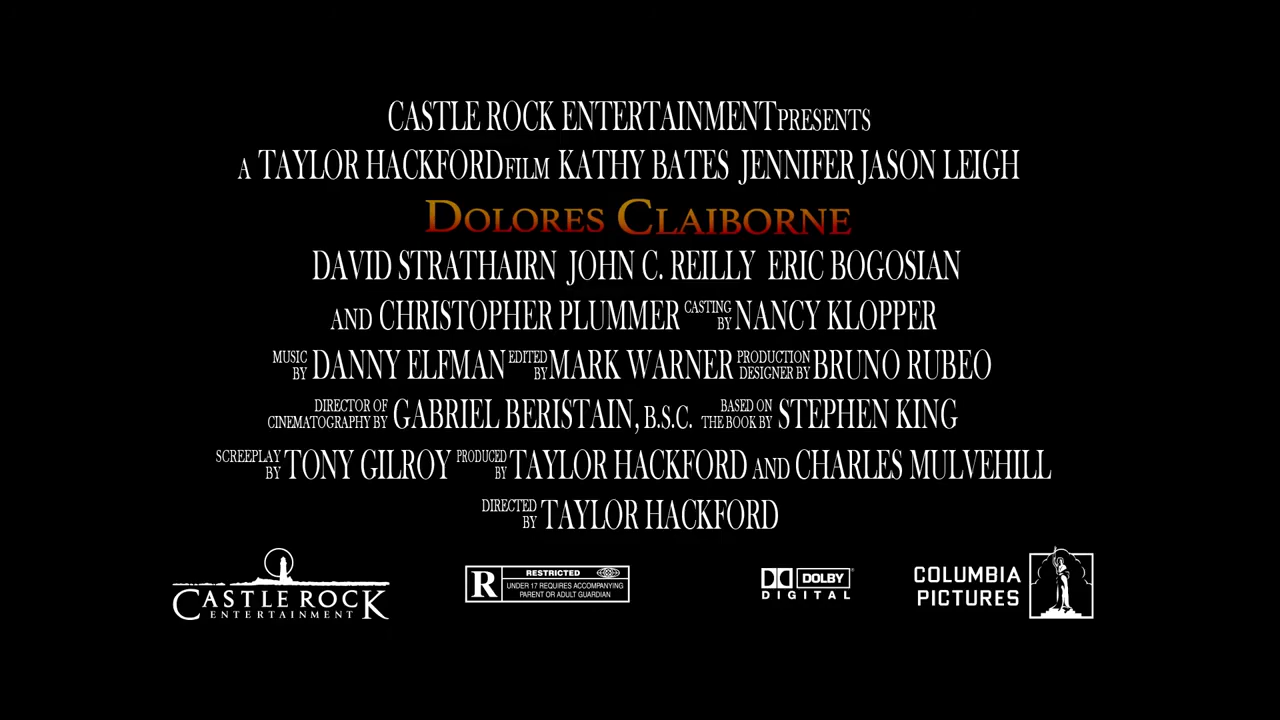 CASTLE ROCK ENTERTAINMENT PRESENTS
A TAYLOR HACKFORD FILM KATHY BATES JENNIFER JASON LEIGH
DOLORES CLAIBORNE
DAVID STRATHAIRN JOHN C. REILLY ERIC BOGOSIAN
AND CHRISTOPHER PLUMMER CASTING BY NANCY KLOPPER
MUSIC BY DANNY ELFMAN EDITED BY MARK WARNER PRODUCTION DESIGNER BY BRUNO RUBEO
DIRECTOR OF CINEMATOGRAPHY BY GABRIEL BERISTAIN, B.S.C. BASED ON THE BOOK BY STEPHEN KING
SCREEPLAY BY TONY GILROY PRODUCED BY TAYLOR HACKFORD AND CHARLES MULVEHILL
DIRECTED BY TAYLOR HACKFORD
CASTLE ROCK
ENTERTAINMENT
R
RESTRICTED
UNDER 17 REQUIRES ACCOMPANYING
PARENT OR ADULT GUARDIAN
DOLBY
DIGITAL
COLUMBIA
PICTURES